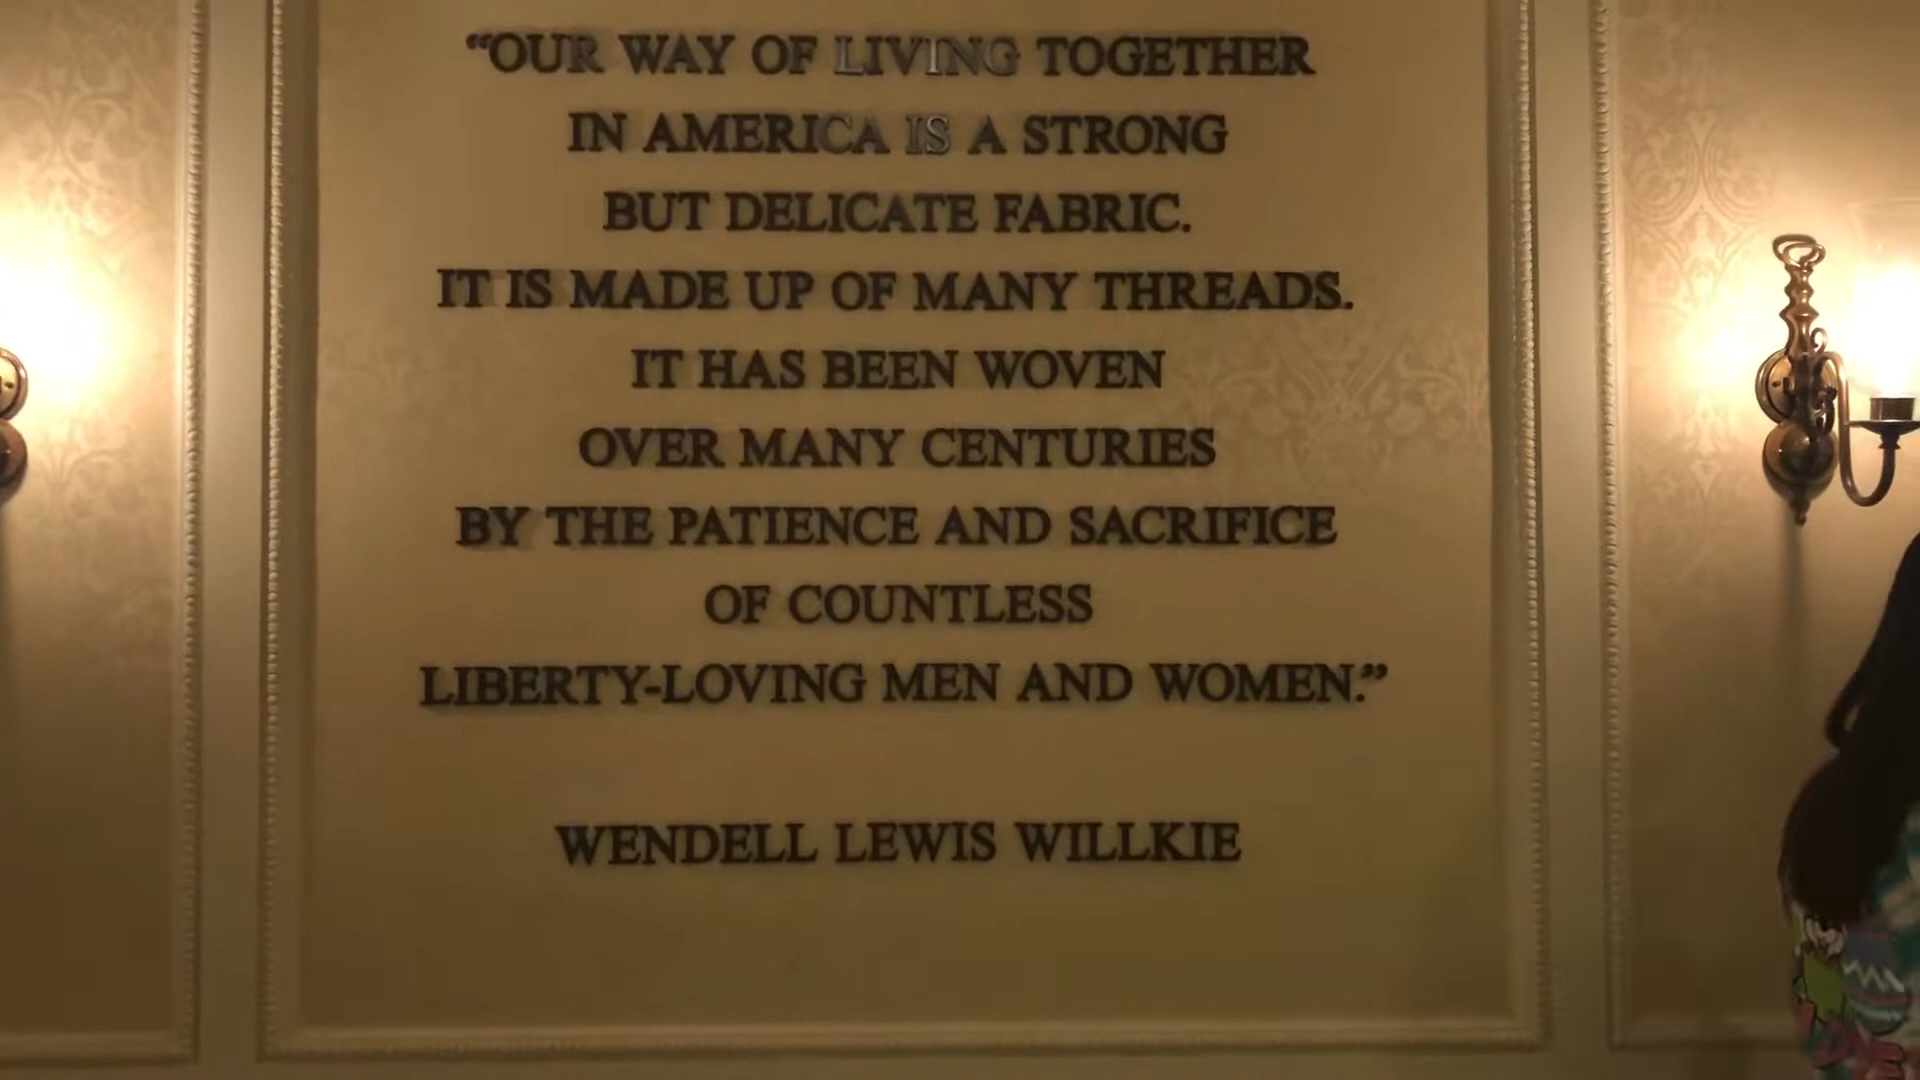 “OUR WAY OF LIVING TOGETHER
IN AMERICA IS A STRONG
BUT DELICATE FABRIC.
IT IS MADE UP OF MANY THREADS.
IT HAS BEEN WOVEN
OVER MANY CENTURIES
BY THE PATIENCE AND SACRIFICE
OF COUNTLESS
LIBERTY-LOVING MEN AND WOMEN.”
WENDELL LEWIS WILLKIE